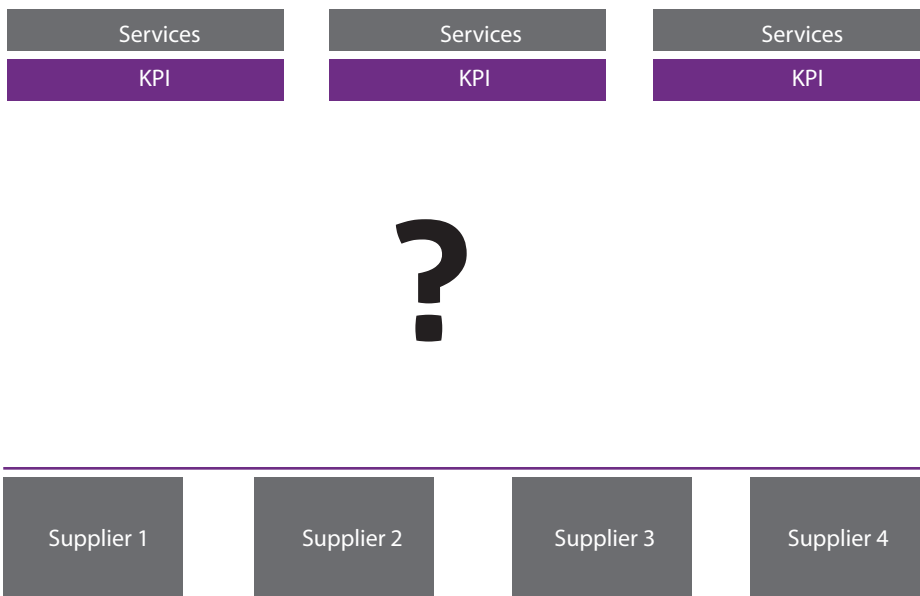 Services Services Services
KPI KPI KPI
?
Supplier 1 Supplier 2 Supplier 3 Supplier 4